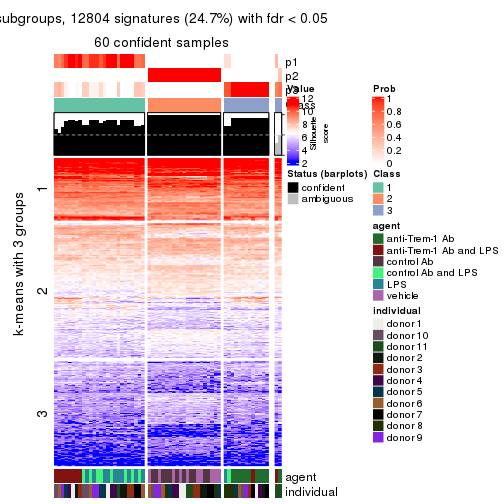 subgroups, 12804 signatures (24.7%) with fdr < 0.05
60 confident samples
p1
p2
p3
Class
Silhouette
score
k-means with 3 groups
1
2
3
agent
individual
Value
12
10
8
6
4
2
Prob
1
0.8
0.6
0.4
0.2
0
Status (barplots)
confident
ambiguous
Class
1
2
3
agent
anti-Trem-1 Ab
anti-Trem-1 Ab and LPS
control Ab
control Ab and LPS
LPS
vehicle
individual
donor 1
donor 10
donor 11
donor 2
donor 3
donor 4
donor 5
donor 6
donor 7
donor 8
donor 9